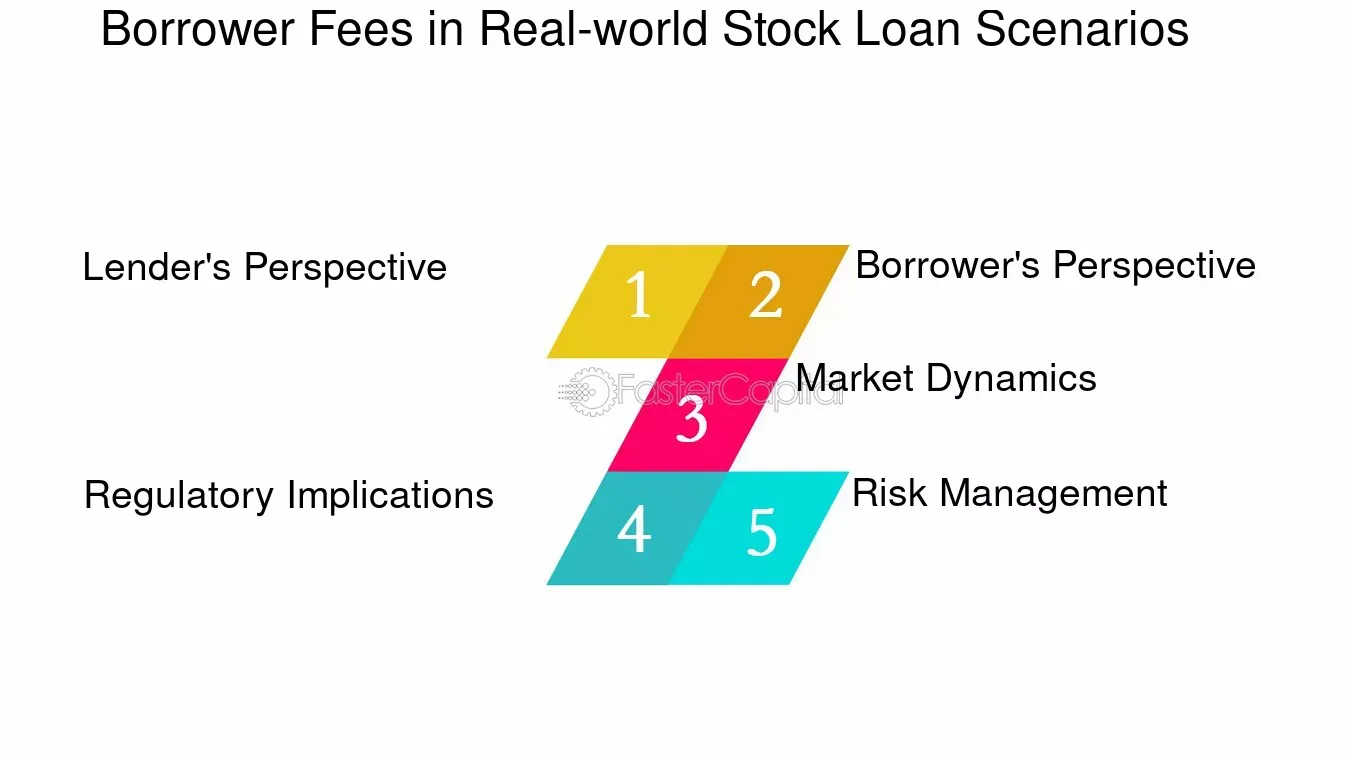 Borrower Fees in Real-world Stock Loan Scenarios
Lender's Perspective
1
2
Borrower's Perspective
FasterCapital
3
Market Dynamics
Regulatory Implications
4
5
Risk Management